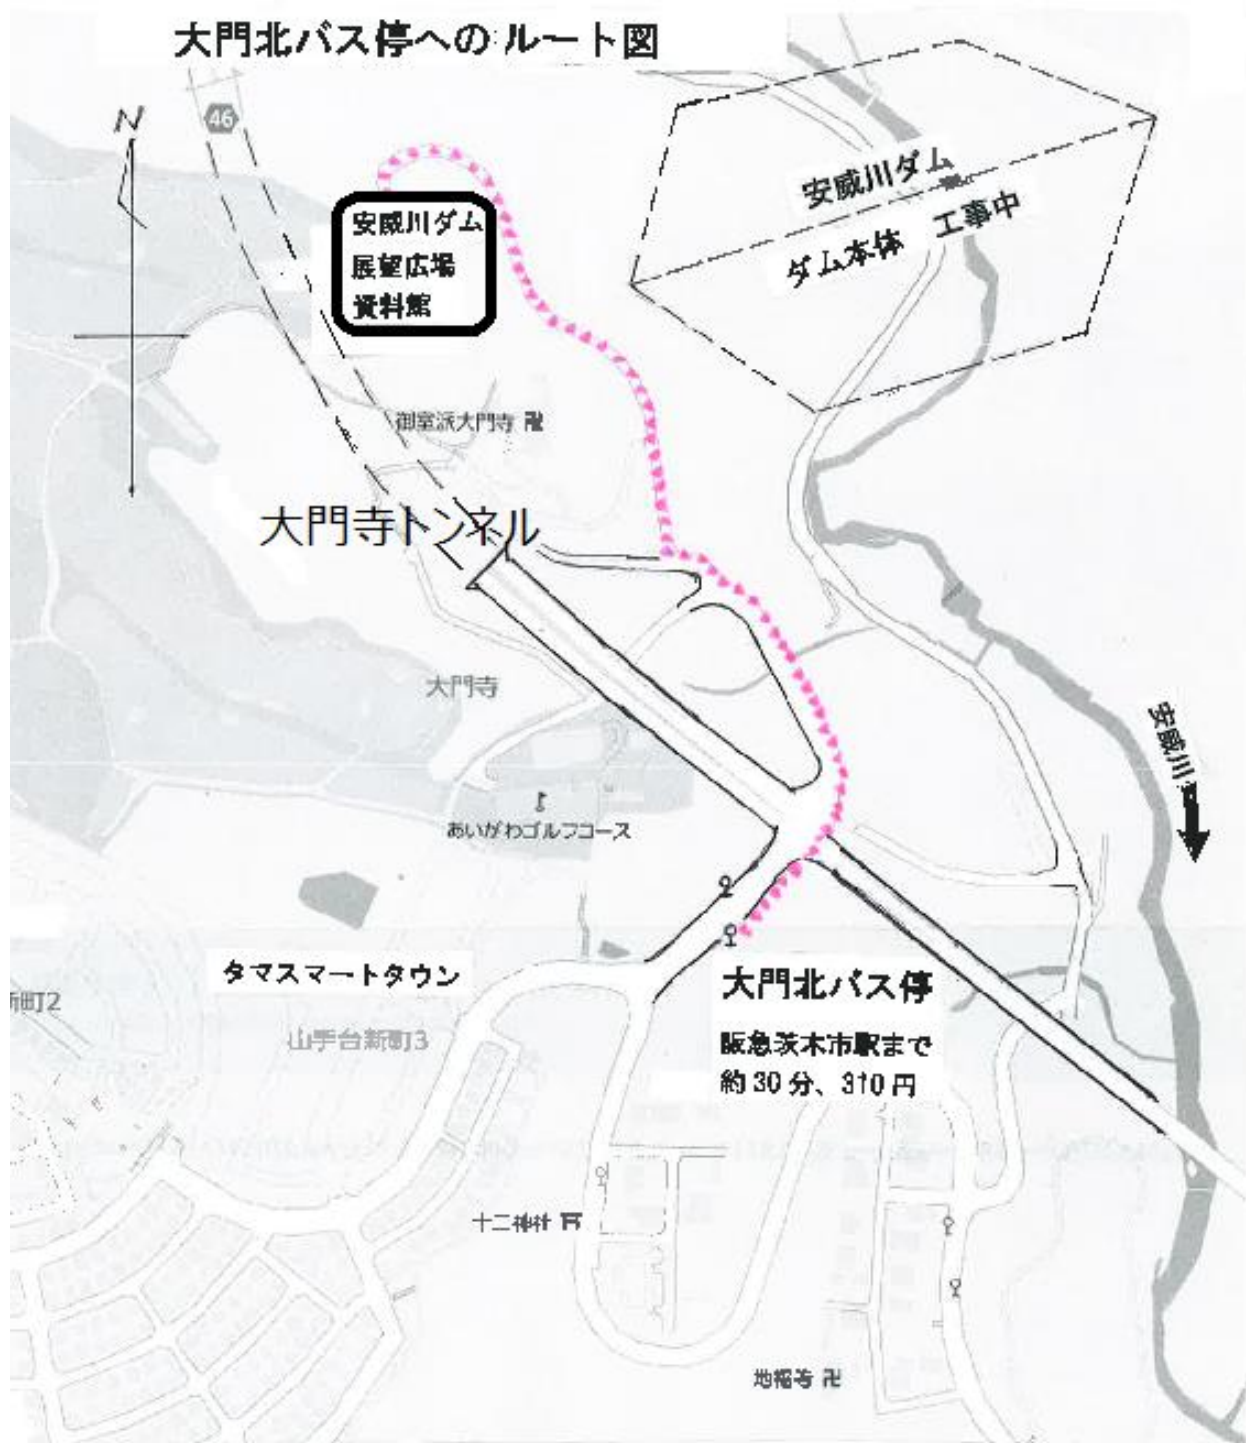 大門北バス停へのルート図
N
46
安威川ダム
工事中
ダム本体
安威川ダム
展望広場
資料館
御室派大門寺 卍
大門寺トンネル
大門寺
安威川
あいがわゴルフコース
タマスマートタウン
新町2
山手台新町3
大門北バス停
阪急茨木市駅まで
約30分、310円
十二神社
地福寺 卍